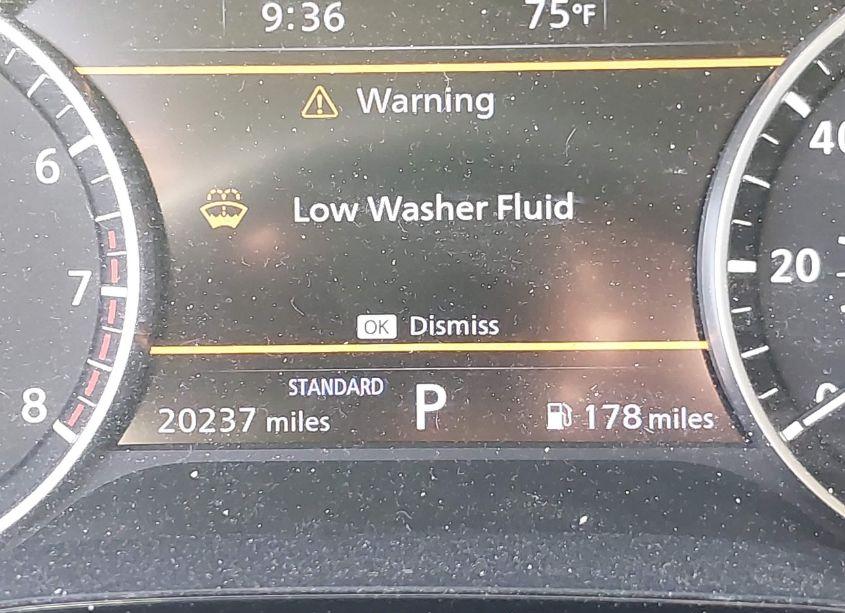 9:36 75°F
Warning
Low Washer Fluid
OK Dismiss
STANDARD
20237 miles P 178 miles
6
7
8
40
20
0